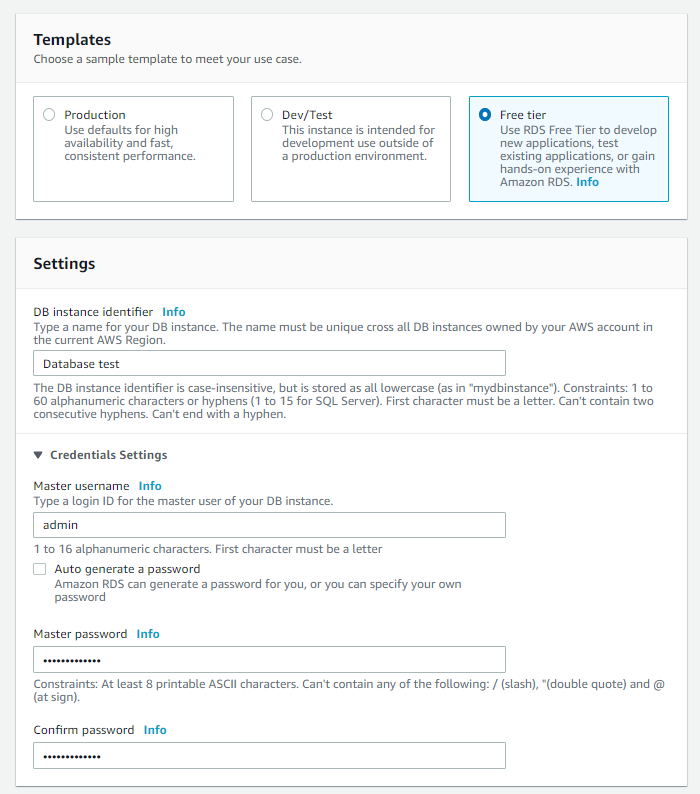 Templates
Choose a sample template to meet your use case.
Production
Use defaults for high
availability and fast,
consistent performance.
Dev/Test
This instance is intended for
development use outside of
a production environment.
Free tier
Use RDS Free Tier to develop
new applications, test
existing applications, or gain
hands-on experience with
Amazon RDS. Info
Settings
DB instance identifier Info
Type a name for your DB instance. The name must be unique cross all DB instances owned by your AWS account in
the current AWS Region.
Database test
The DB instance identifier is case-insensitive, but is stored as all lowercase (as in "mydbinstance"). Constraints: 1 to
60 alphanumeric characters or hyphens (1 to 15 for SQL Server). First character must be a letter. Can't contain two
consecutive hyphens. Can't end with a hyphen.
Credentials Settings
Master username Info
Type a login ID for the master user of your DB instance.
admin
1 to 16 alphanumeric characters. First character must be a letter
Auto generate a password
Amazon RDS can generate a password for you, or you can specify your own
password
Master password Info
•••••••••••••
Constraints: At least 8 printable ASCII characters. Can't contain any of the following: / (slash), "(double quote) and @
(at sign).
Confirm password Info
•••••••••••••